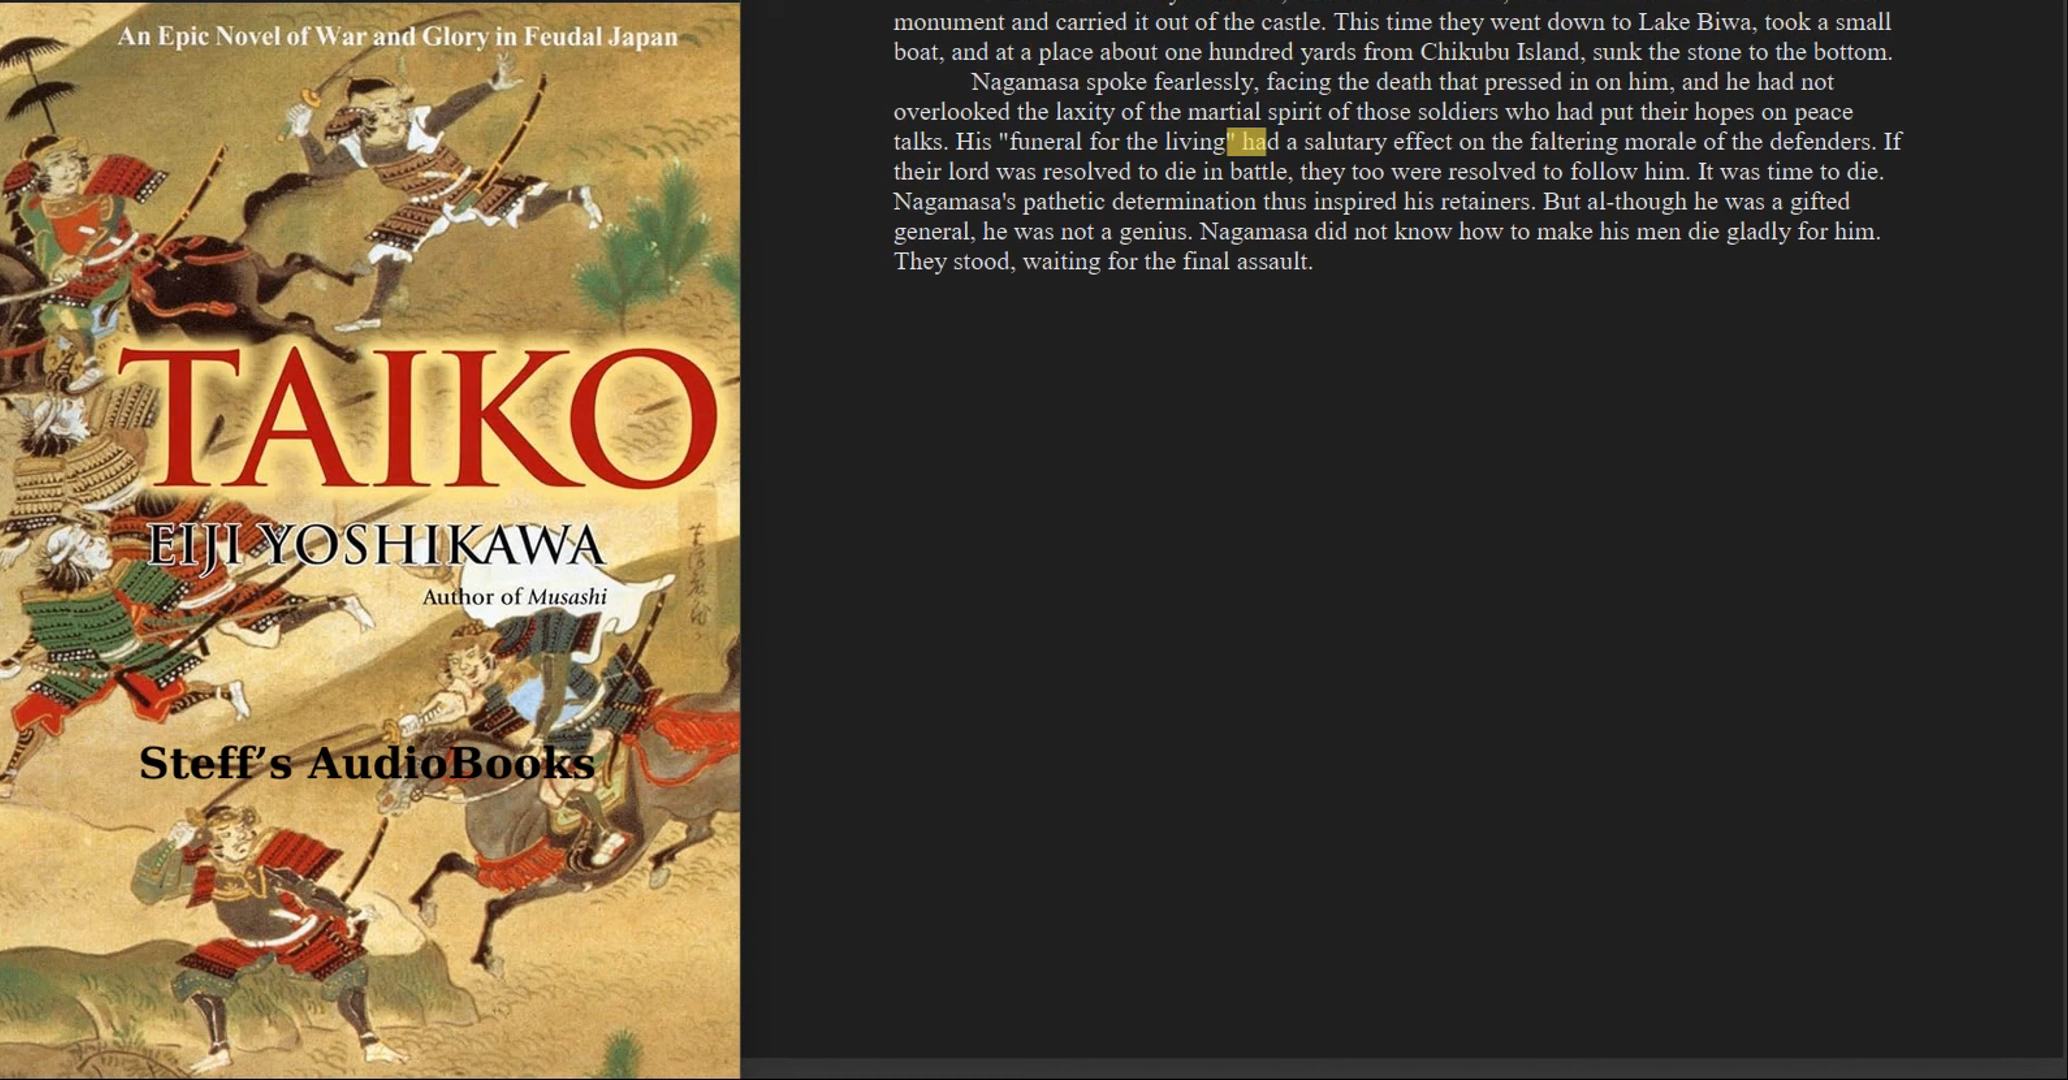 An Epic Novel of War and Glory in Feudal Japan
TAIKO
EIJI YOSHIKAWA
Author of Musashi
Steff’s AudioBooks
monument and carried it out of the castle. This time they went down to Lake Biwa, took a small
boat, and at a place about one hundred yards from Chikubu Island, sunk the stone to the bottom.
Nagamasa spoke fearlessly, facing the death that pressed in on him, and he had not
overlooked the laxity of the martial spirit of those soldiers who had put their hopes on peace
talks. His "funeral for the living" had a salutary effect on the faltering morale of the defenders. If
their lord was resolved to die in battle, they too were resolved to follow him. It was time to die.
Nagamasa's pathetic determination thus inspired his retainers. But al-though he was a gifted
general, he was not a genius. Nagamasa did not know how to make his men die gladly for him.
They stood, waiting for the final assault.